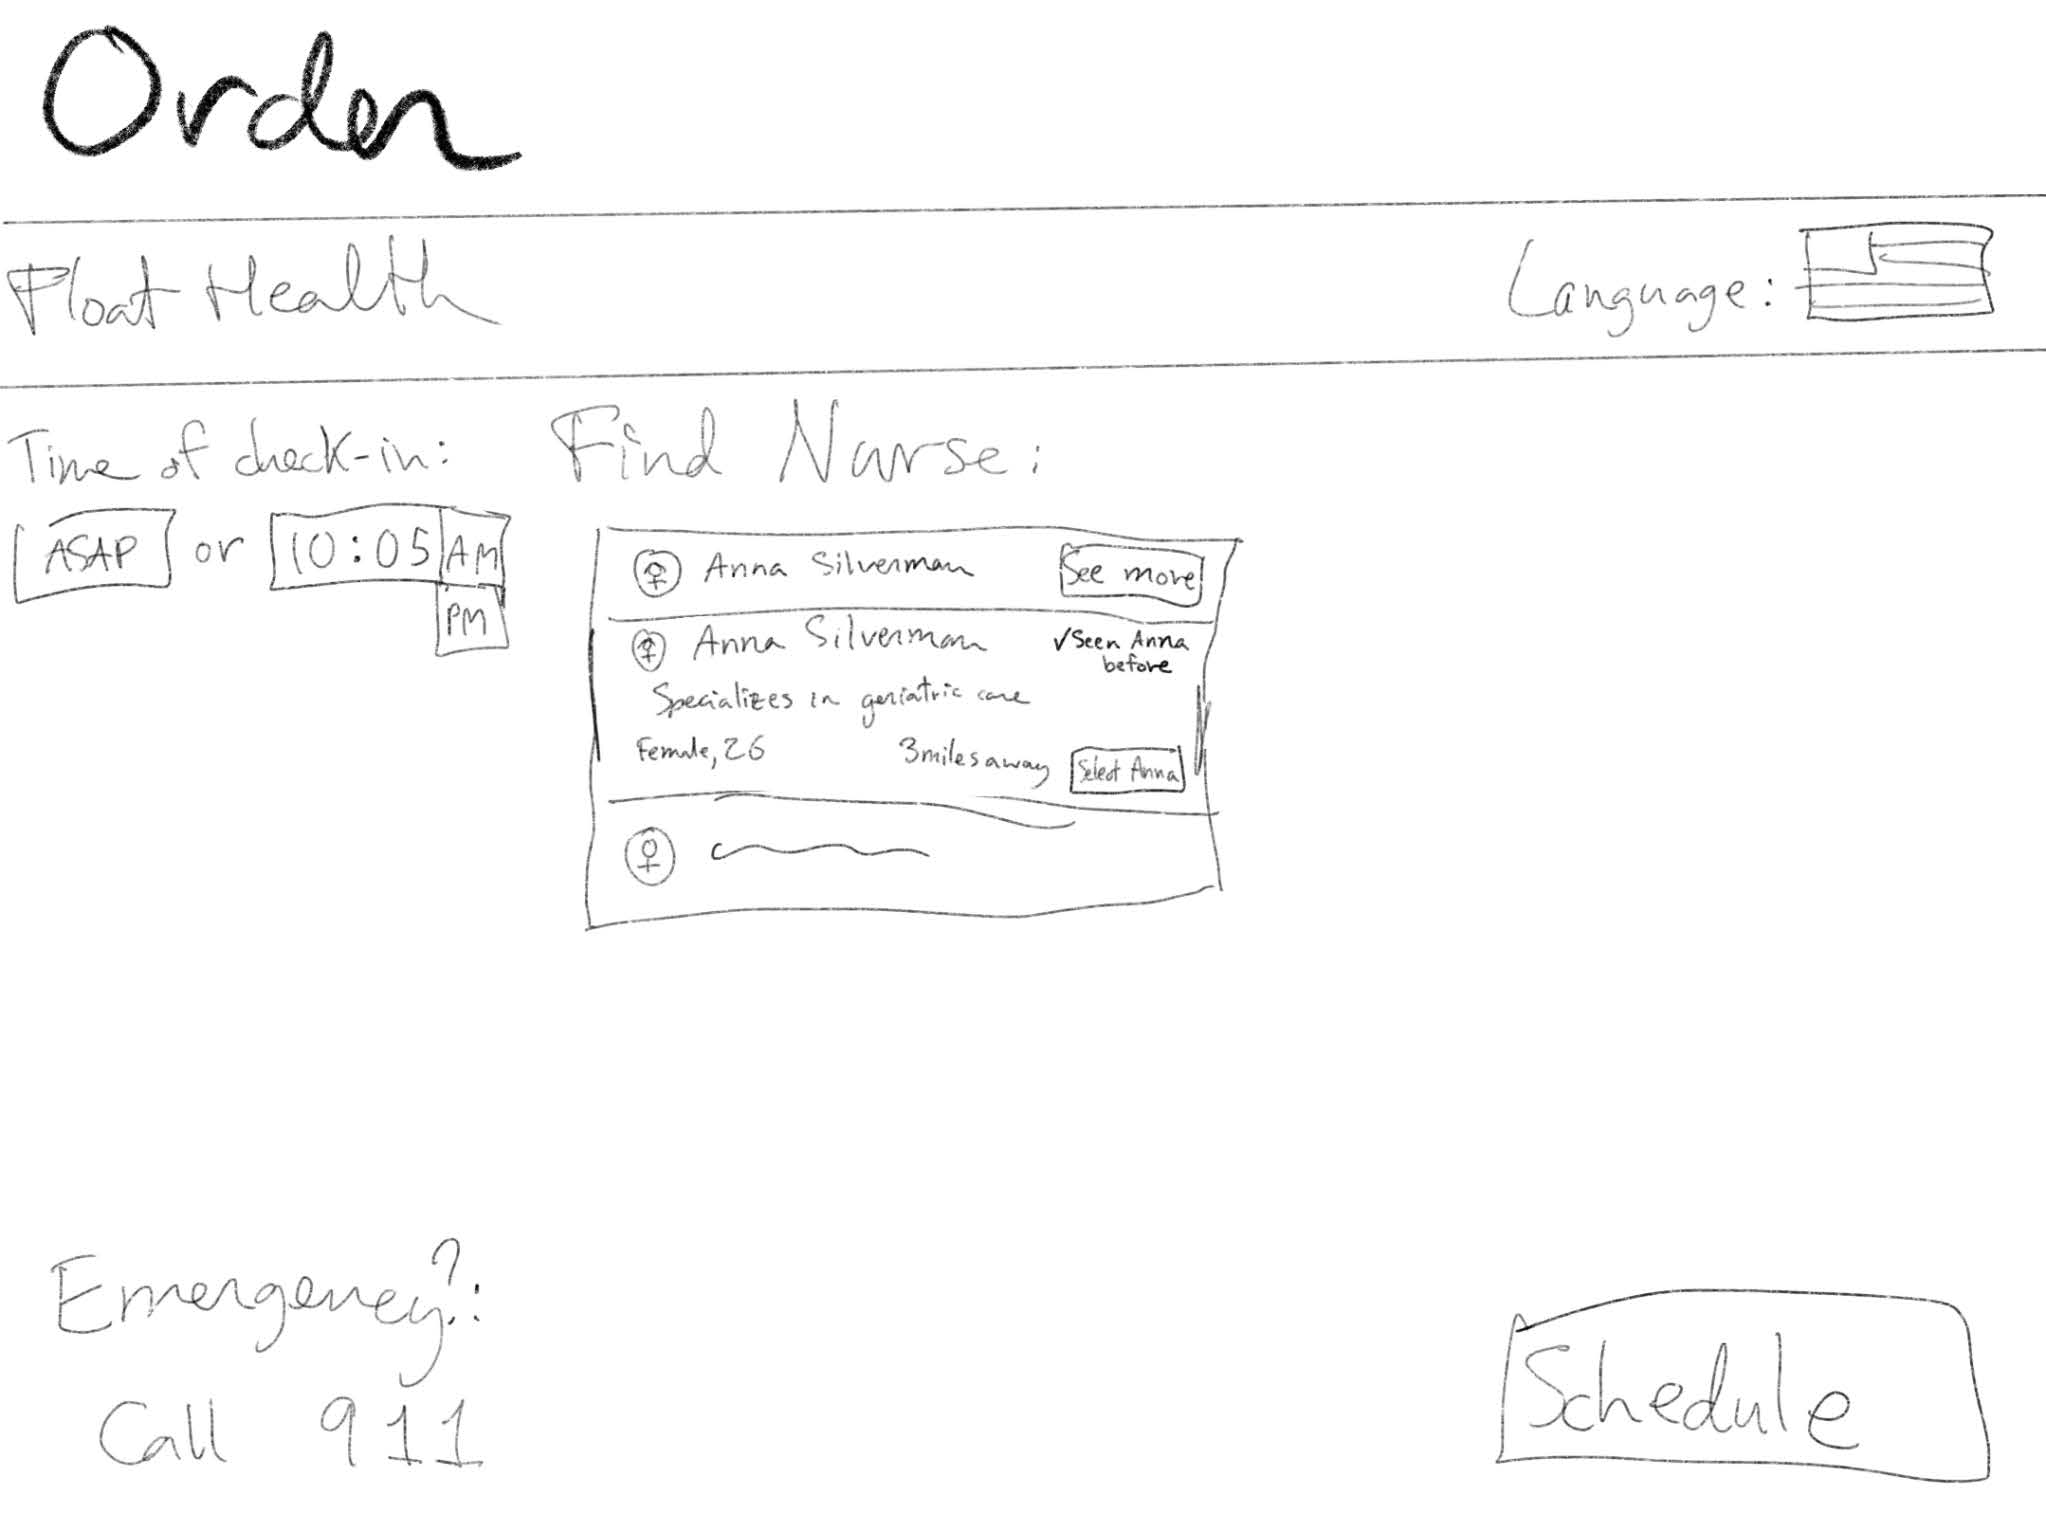 Order
Float Health
Language:
Time of check-in:
ASAP or 10:05 AM
PM
Find Nurse:
Anna Silverman
See more
Anna Silverman
✓Seen Anna
before
Specializes in geriatric care
Female, 26
3 miles away
Select Anna
Emergency?:
Call 911
Schedule